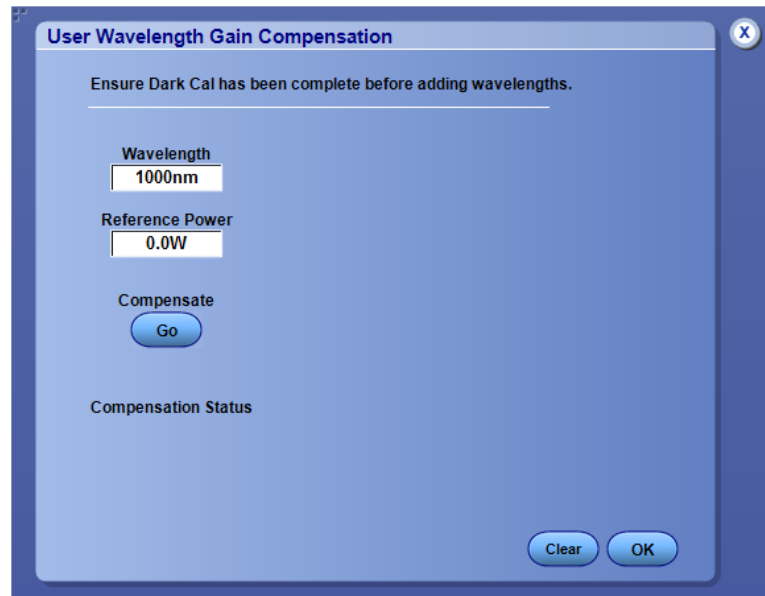 User Wavelength Gain Compensation
X
Ensure Dark Cal has been complete before adding wavelengths.
Wavelength
1000nm
Reference Power
0.0W
Compensate
Go
Compensation Status
Clear
OK